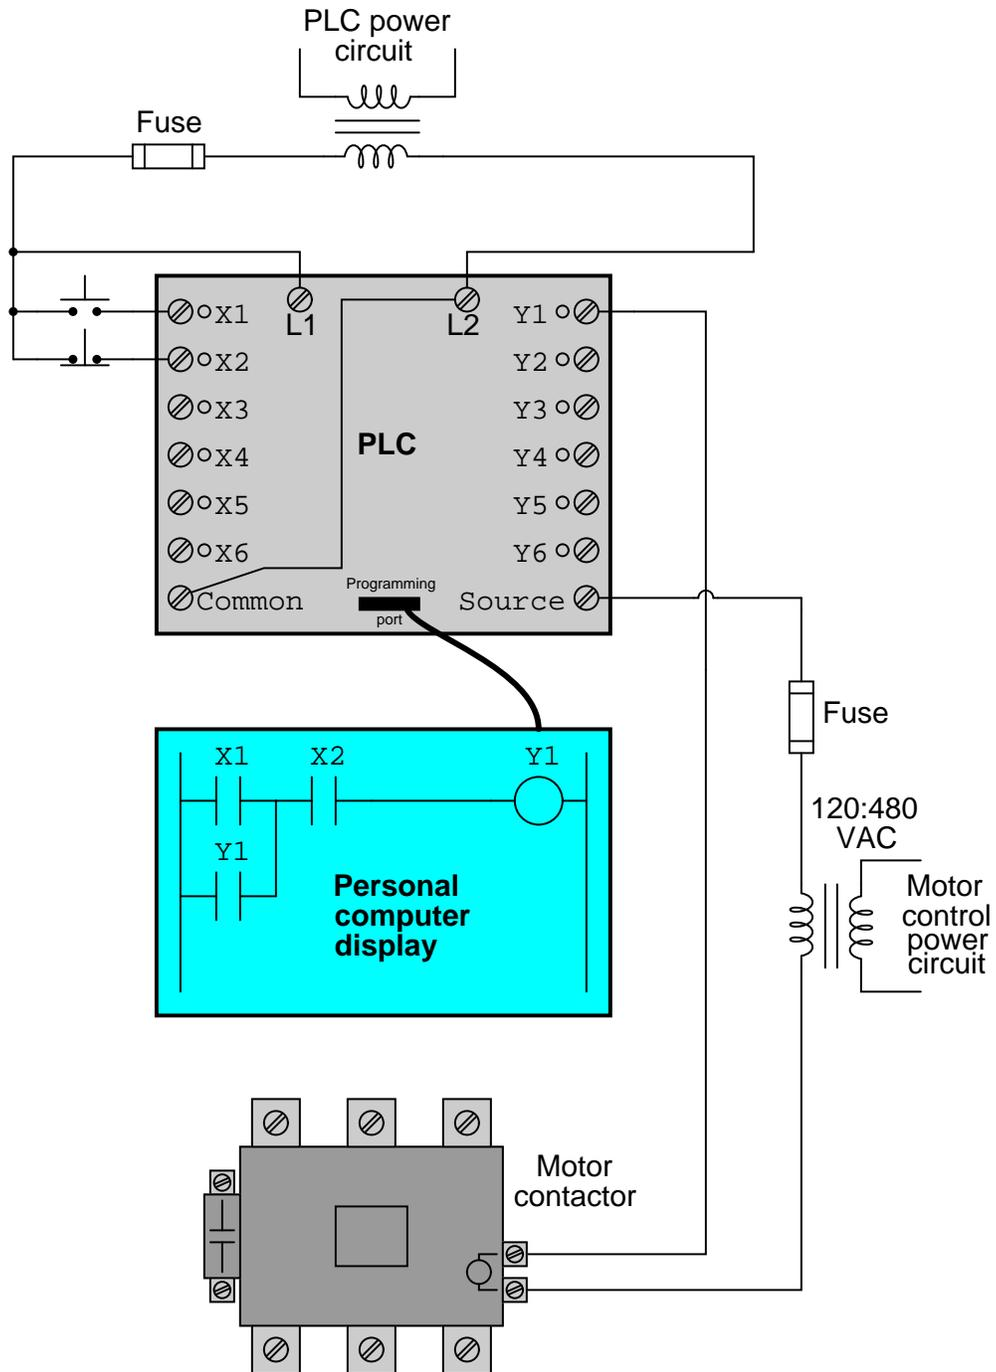 PLC power
circuit
Fuse
L1
L2
X1
Y1
X2
Y2
X3
Y3
PLC
X4
Y4
X5
Y5
X6
Y6
Programming
port
Common
Source
Fuse
X1
X2
Y1
Y1
Personal
computer
display
120:480
VAC
Motor
control
power
circuit
Motor
contactor